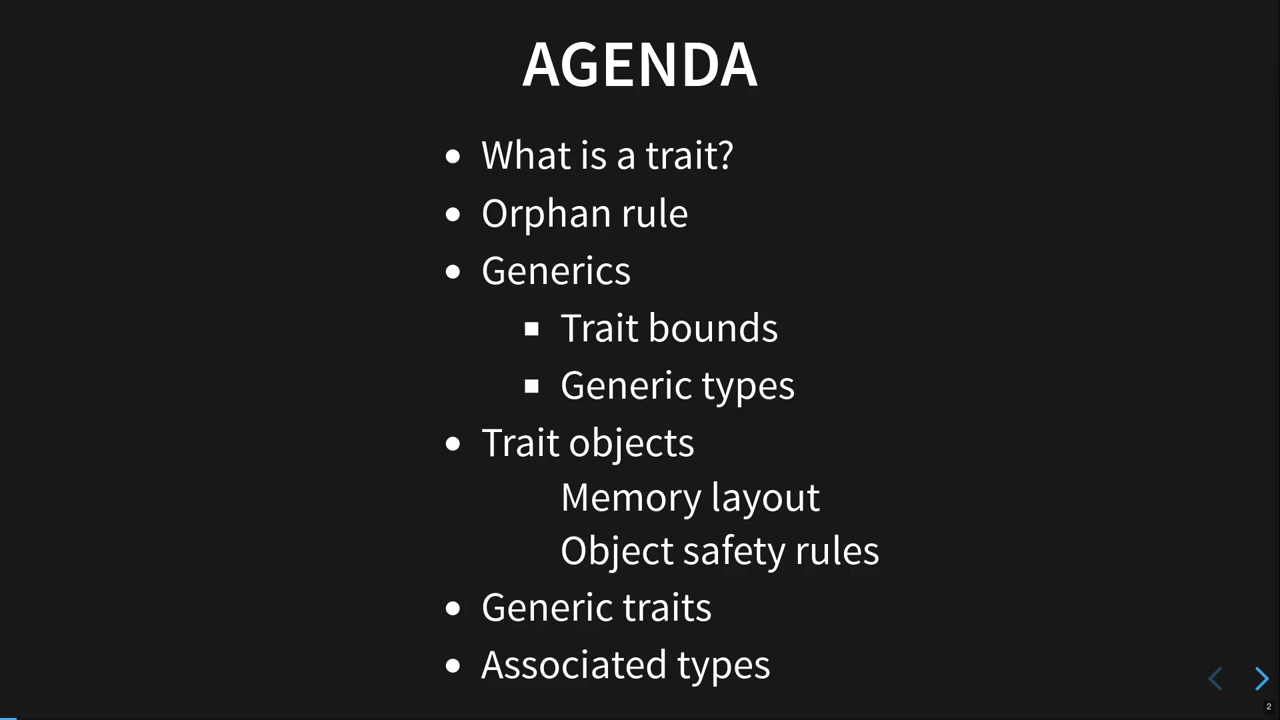 AGENDA
What is a trait?
Orphan rule
Generics
Trait bounds
Generic types
Trait objects
Memory layout
Object safety rules
Generic traits
Associated types
2